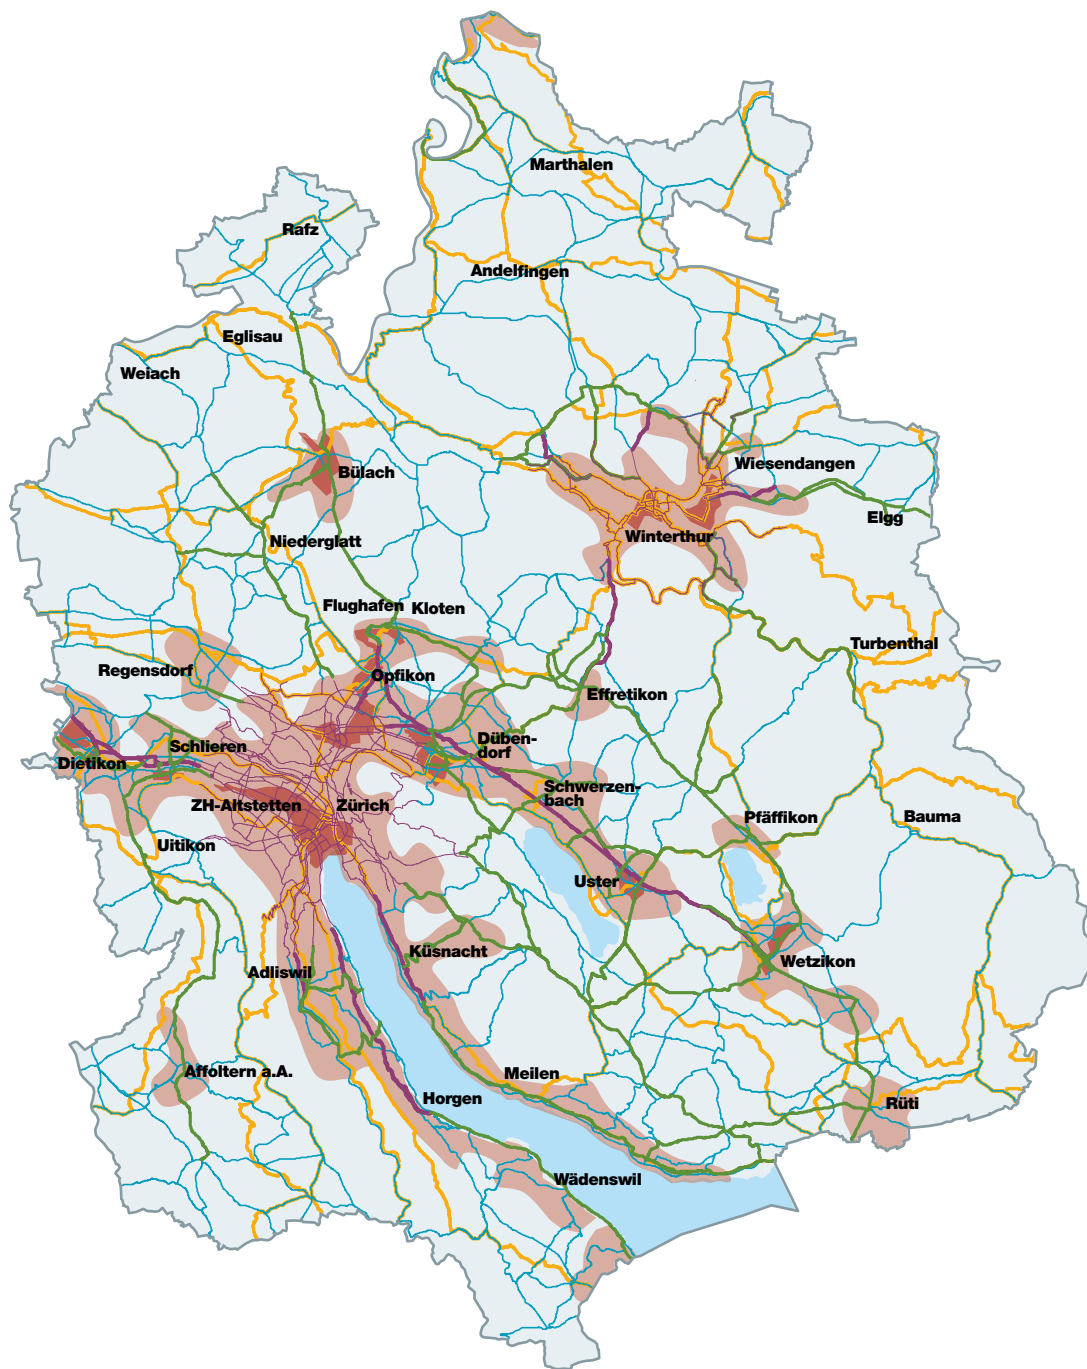 Marthalen
Rafz
Andelfingen
Eglisau
Weiach
Bülach
Wiesendangen
Elgg
Winterthur
Niederglatt
Flughafen
Kloten
Turbenthal
Regensdorf
Opfikon
Effretikon
Düben-
dorf
Schlieren
Dietikon
Schwerzen-
bach
ZH-Altstetten
Zürich
Pfäffikon
Bauma
Uitikon
Uster
Küsnacht
Wetzikon
Adliswil
Affoltern a.A.
Meilen
Horgen
Rüti
Wädenswil